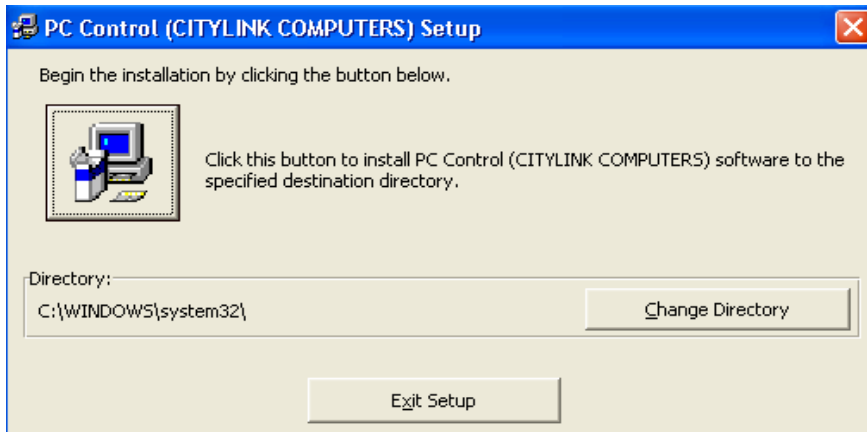 PC Control (CITYLINK COMPUTERS) Setup
Begin the installation by clicking the button below.
Click this button to install PC Control (CITYLINK COMPUTERS) software to the
specified destination directory.
Directory:
C:\WINDOWS\system32\
Change Directory
Exit Setup